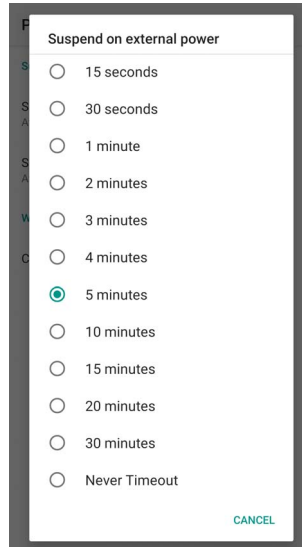 Suspend on external power
15 seconds
30 seconds
1 minute
2 minutes
3 minutes
4 minutes
5 minutes
10 minutes
15 minutes
20 minutes
30 minutes
Never Timeout
CANCEL